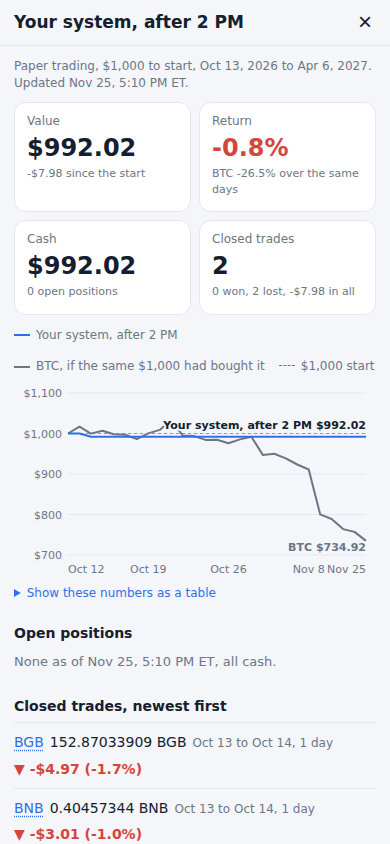 Your system, after 2 PM ✕
Paper trading, $1,000 to start, Oct 13, 2026 to Apr 6, 2027.
Updated Nov 25, 5:10 PM ET.
Value
$992.02
-$7.98 since the start
Return
-0.8%
BTC -26.5% over the same
days
Cash
$992.02
0 open positions
Closed trades
2
0 won, 2 lost, -$7.98 in all
Your system, after 2 PM
BTC, if the same $1,000 had bought it
$1,000 start
$1,100
$1,000
$900
$800
$700
Your system, after 2 PM $992.02
BTC $734.92
Oct 12
Oct 19
Oct 26
Nov 8
Nov 25
▶ Show these numbers as a table
Open positions
None as of Nov 25, 5:10 PM ET, all cash.
Closed trades, newest first
BGB 152.87033909 BGB Oct 13 to Oct 14, 1 day
▼ -$4.97 (-1.7%)
BNB 0.40457344 BNB Oct 13 to Oct 14, 1 day
▼ -$3.01 (-1.0%)